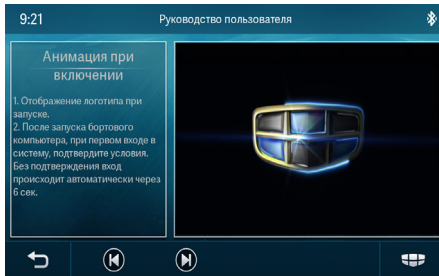 9:21
Руководство пользователя
Анимация при
включении
1. Отображение логотипа при
запуске.
2. После запуска бортового
компьютера, при первом входе в
систему, подтвердите условия.
Без подтверждения вход
происходит автоматически через
6 сек.